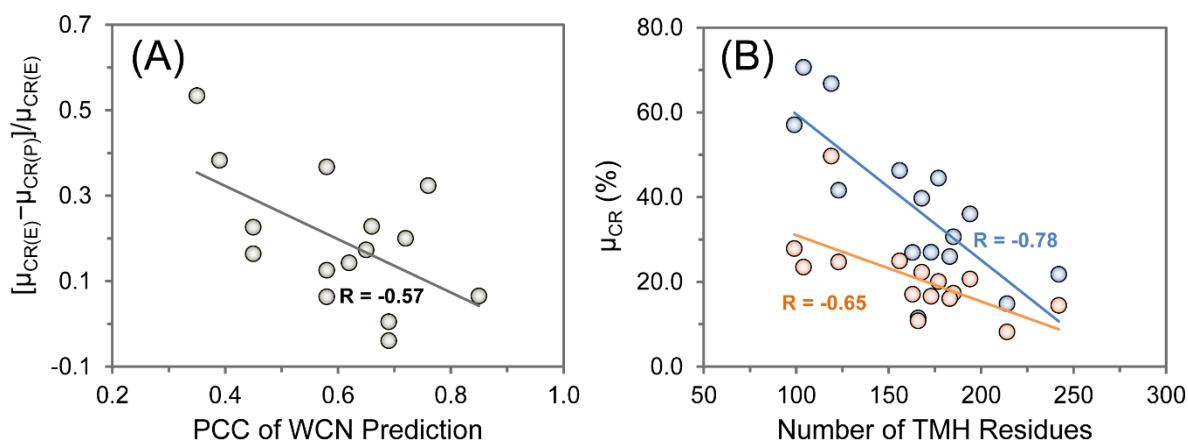 (A)
[μCR(E)−μCR(P)]/μCR(E)
0.7
0.5
0.3
0.1
-0.1
R = -0.57
0.2
0.4
0.6
0.8
1.0
PCC of WCN Prediction
(B)
μCR (%)
80.0
60.0
40.0
20.0
0.0
R = -0.78
R = -0.65
50
100
150
200
250
300
Number of TMH Residues